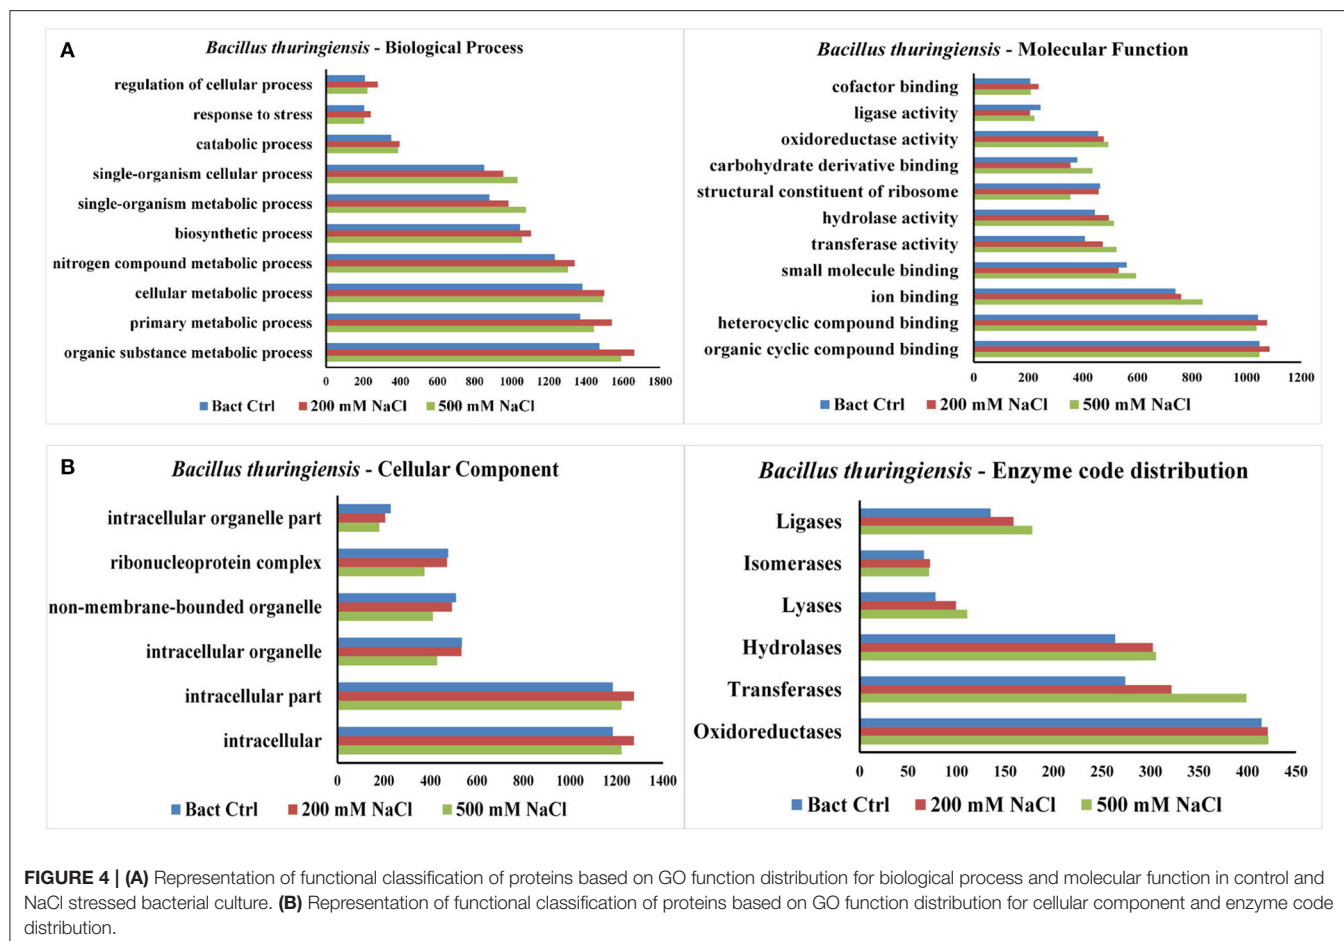 A
Bacillus thuringiensis - Biological Process
regulation of cellular process
response to stress
catabolic process
single-organism cellular process
single-organism metabolic process
biosynthetic process
nitrogen compound metabolic process
cellular metabolic process
primary metabolic process
organic substance metabolic process
0 200 400 600 800 1000 1200 1400 1600 1800
Bact Ctrl 200 mM NaCl 500 mM NaCl
Bacillus thuringiensis - Molecular Function
cofactor binding
ligase activity
oxidoreductase activity
carbohydrate derivative binding
structural constituent of ribosome
hydrolase activity
transferase activity
small molecule binding
ion binding
heterocyclic compound binding
organic cyclic compound binding
0 200 400 600 800 1000 1200
Bact Ctrl 200 mM NaCl 500 mM NaCl
B
Bacillus thuringiensis - Cellular Component
intracellular organelle part
ribonucleoprotein complex
non-membrane-bounded organelle
intracellular organelle
intracellular part
intracellular
0 200 400 600 800 1000 1200 1400
Bact Ctrl 200 mM NaCl 500 mM NaCl
Bacillus thuringiensis - Enzyme code distribution
Ligases
Isomerases
Lyases
Hydrolases
Transferases
Oxidoreductases
0 50 100 150 200 250 300 350 400 450
Bact Ctrl 200 mM NaCl 500 mM NaCl
FIGURE 4 | (A) Representation of functional classification of proteins based on GO function distribution for biological process and molecular function in control and
NaCl stressed bacterial culture. (B) Representation of functional classification of proteins based on GO function distribution for cellular component and enzyme code
distribution.